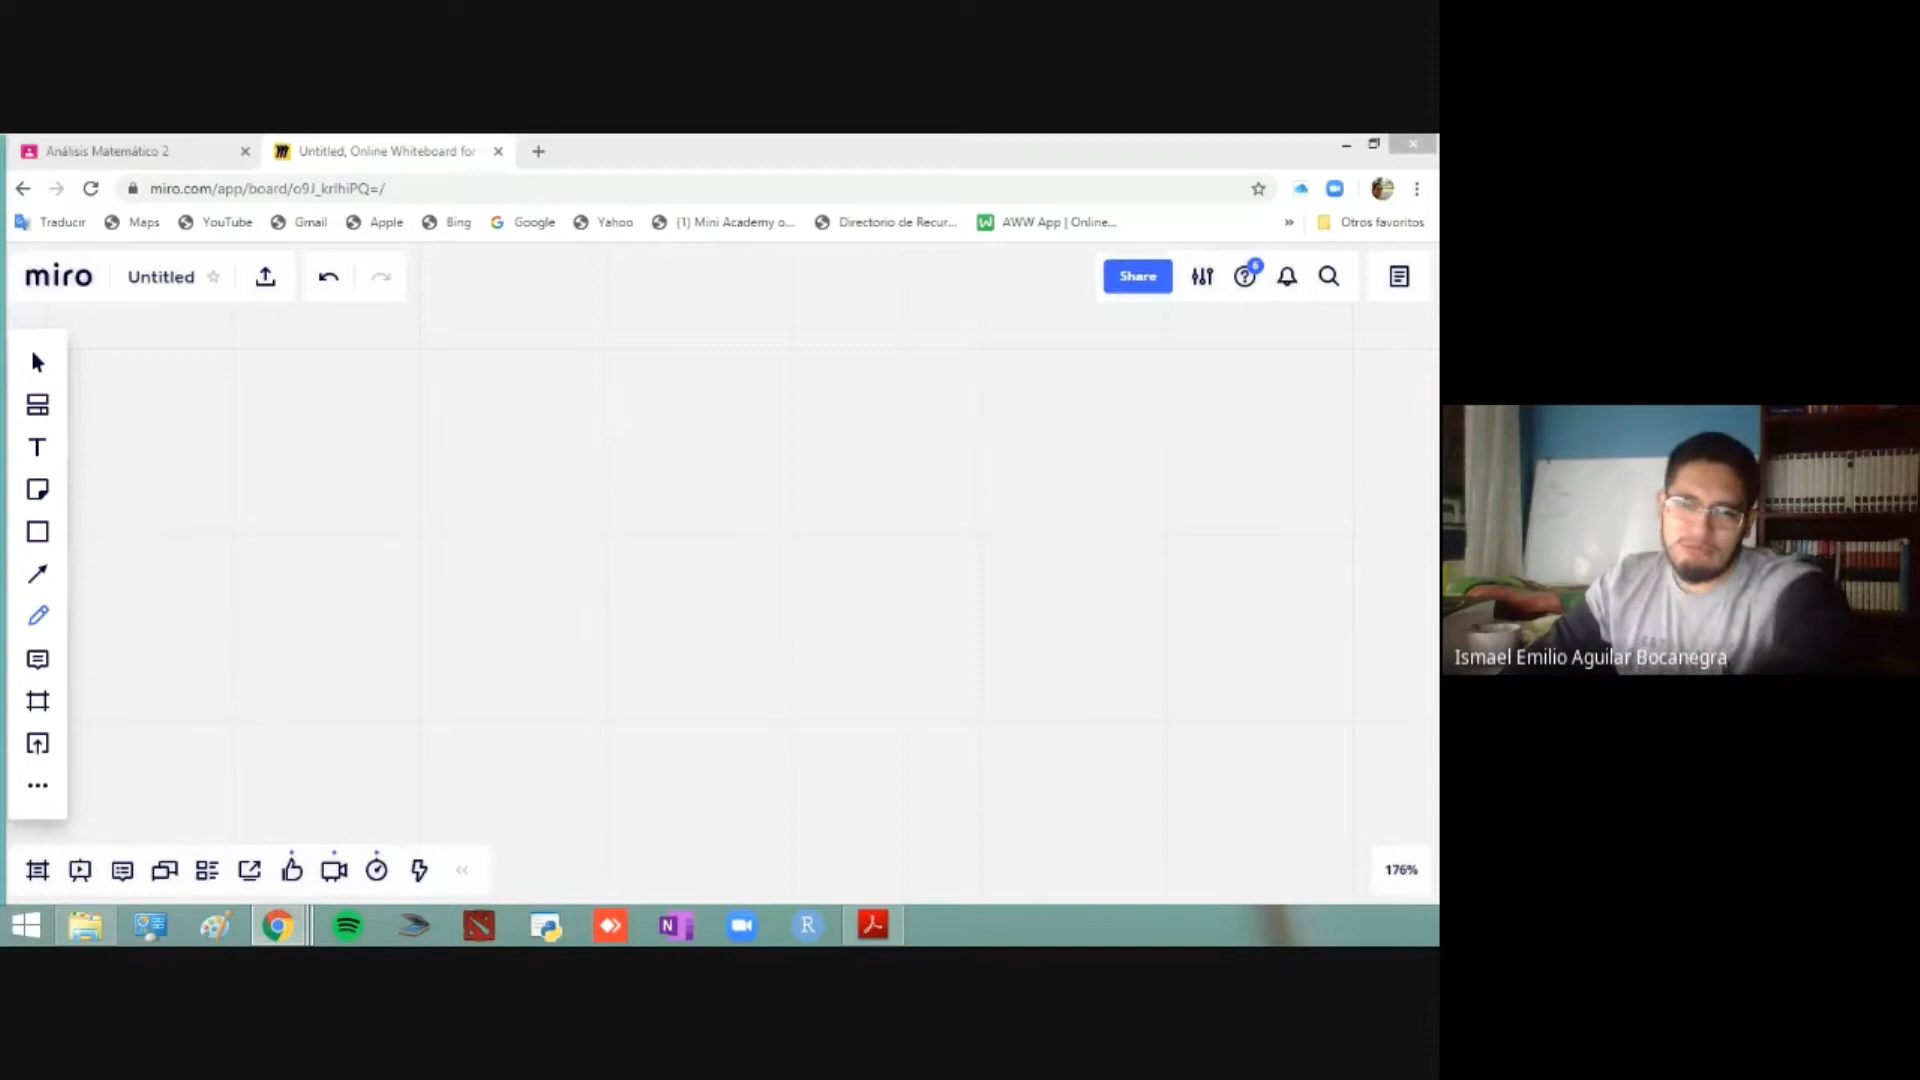 Análisis Matemático 2
Untitled, Online Whiteboard for
miro.com/app/board/o9J_krlhiPQ=/
Traducir Maps YouTube Gmail Apple Bing Google Yahoo (1) Mini Academy o... Directorio de Recur... AWW App | Online... » Otros favoritos
miro Untitled Share 6
T
176%
N R
Ismael Emilio Aguilar Bocanegra